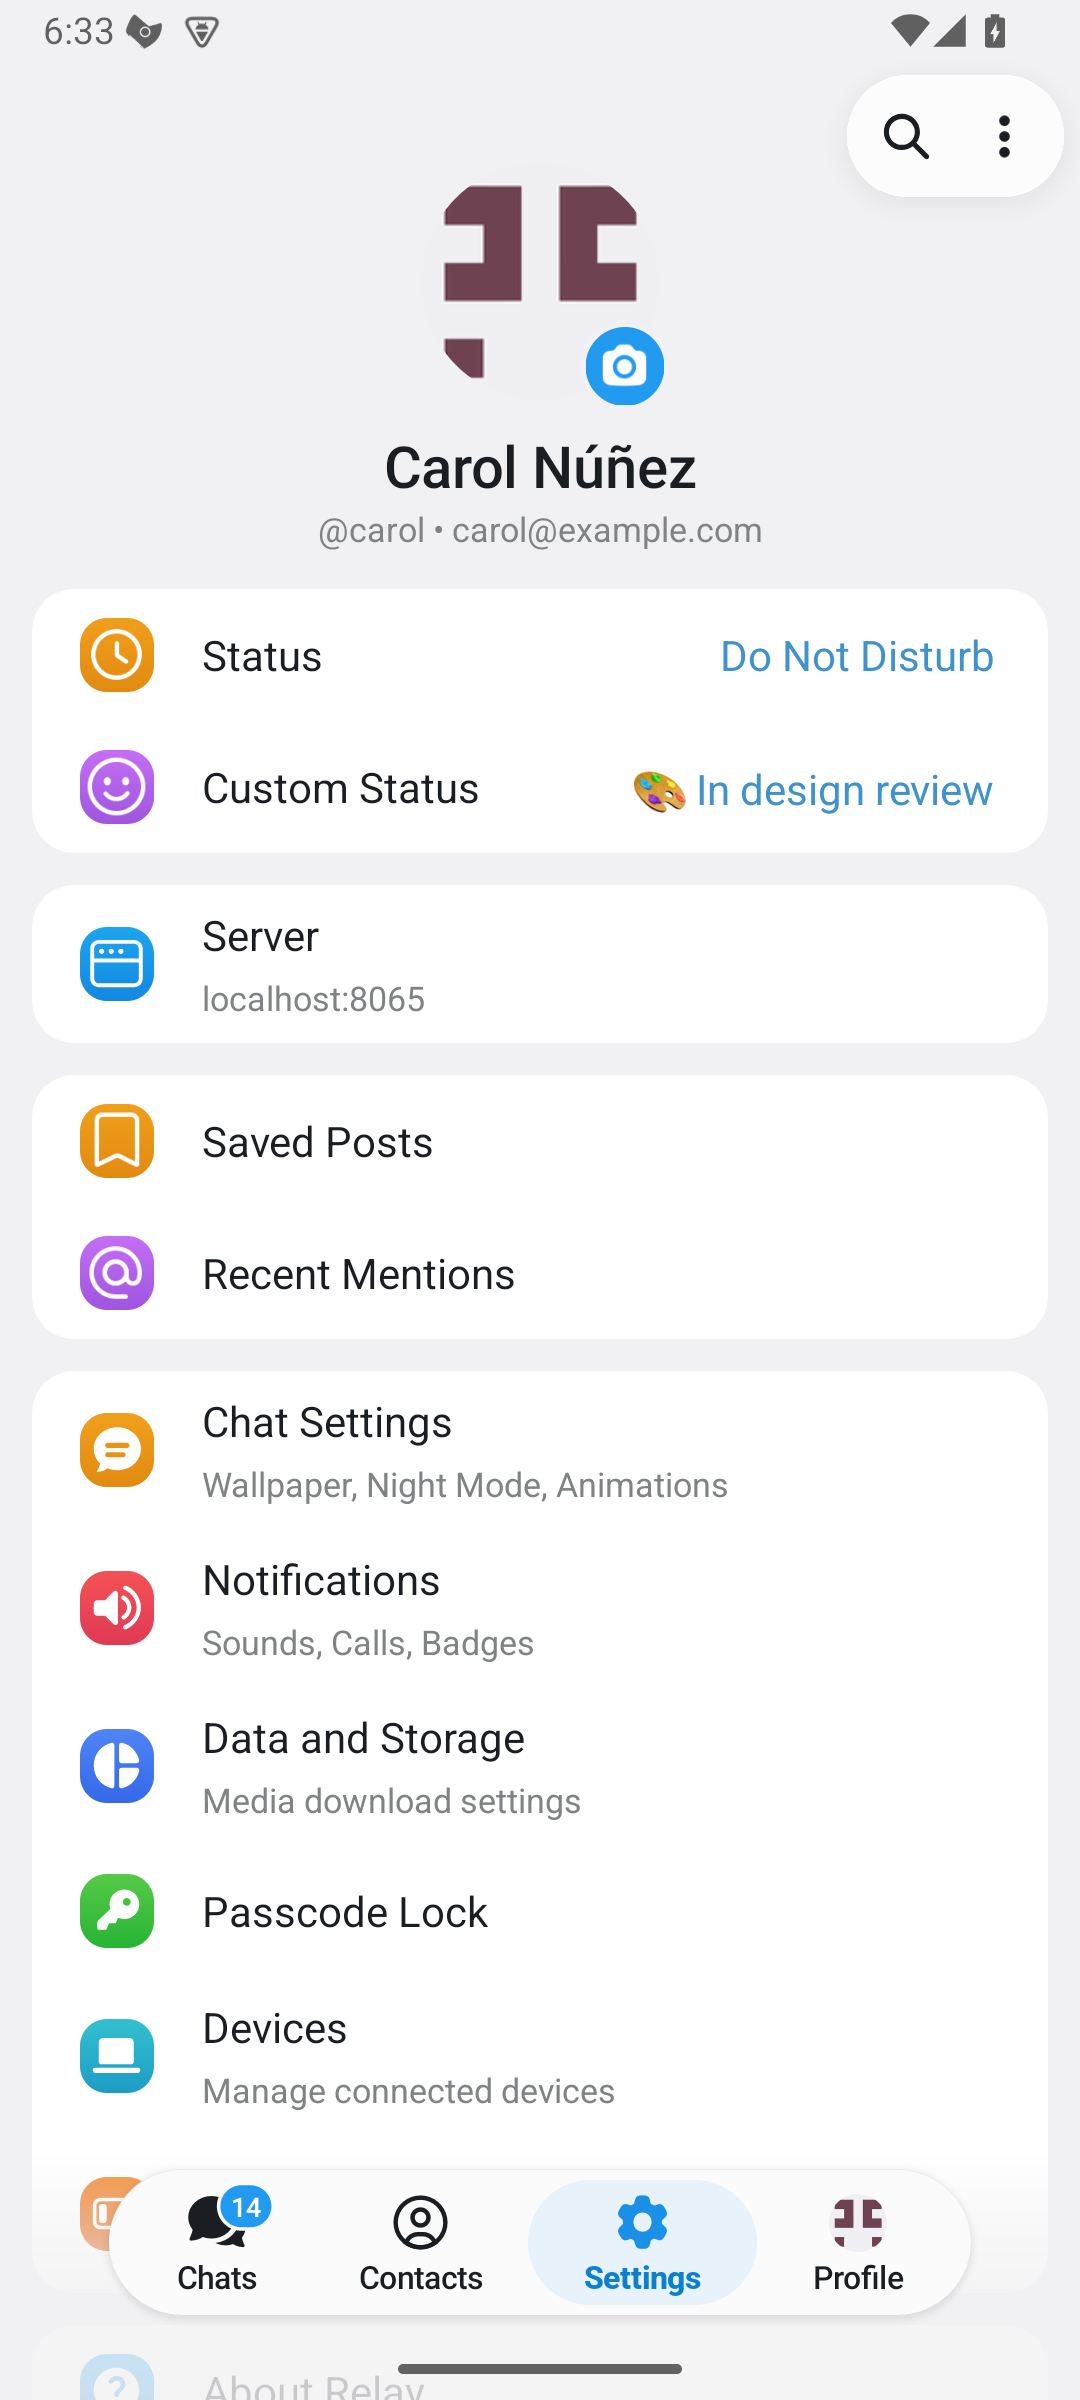 6:33
Carol Núñez
@carol • carol@example.com
Status
Do Not Disturb
Custom Status
🎨 In design review
Server
localhost:8065
Saved Posts
Recent Mentions
Chat Settings
Wallpaper, Night Mode, Animations
Notifications
Sounds, Calls, Badges
Data and Storage
Media download settings
Passcode Lock
Devices
Manage connected devices
14
Chats
Contacts
Settings
Profile
About Relay